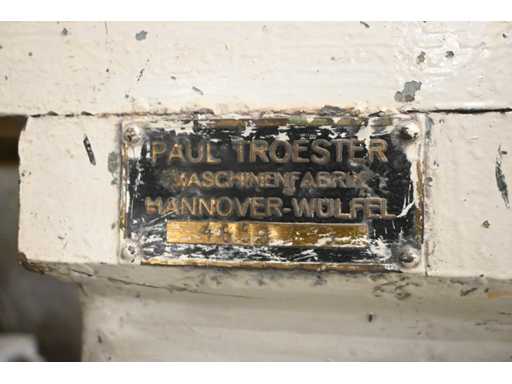 PAUL TROESTER
MASCHINENFABRIK
HANNOVER-WÜLFEL